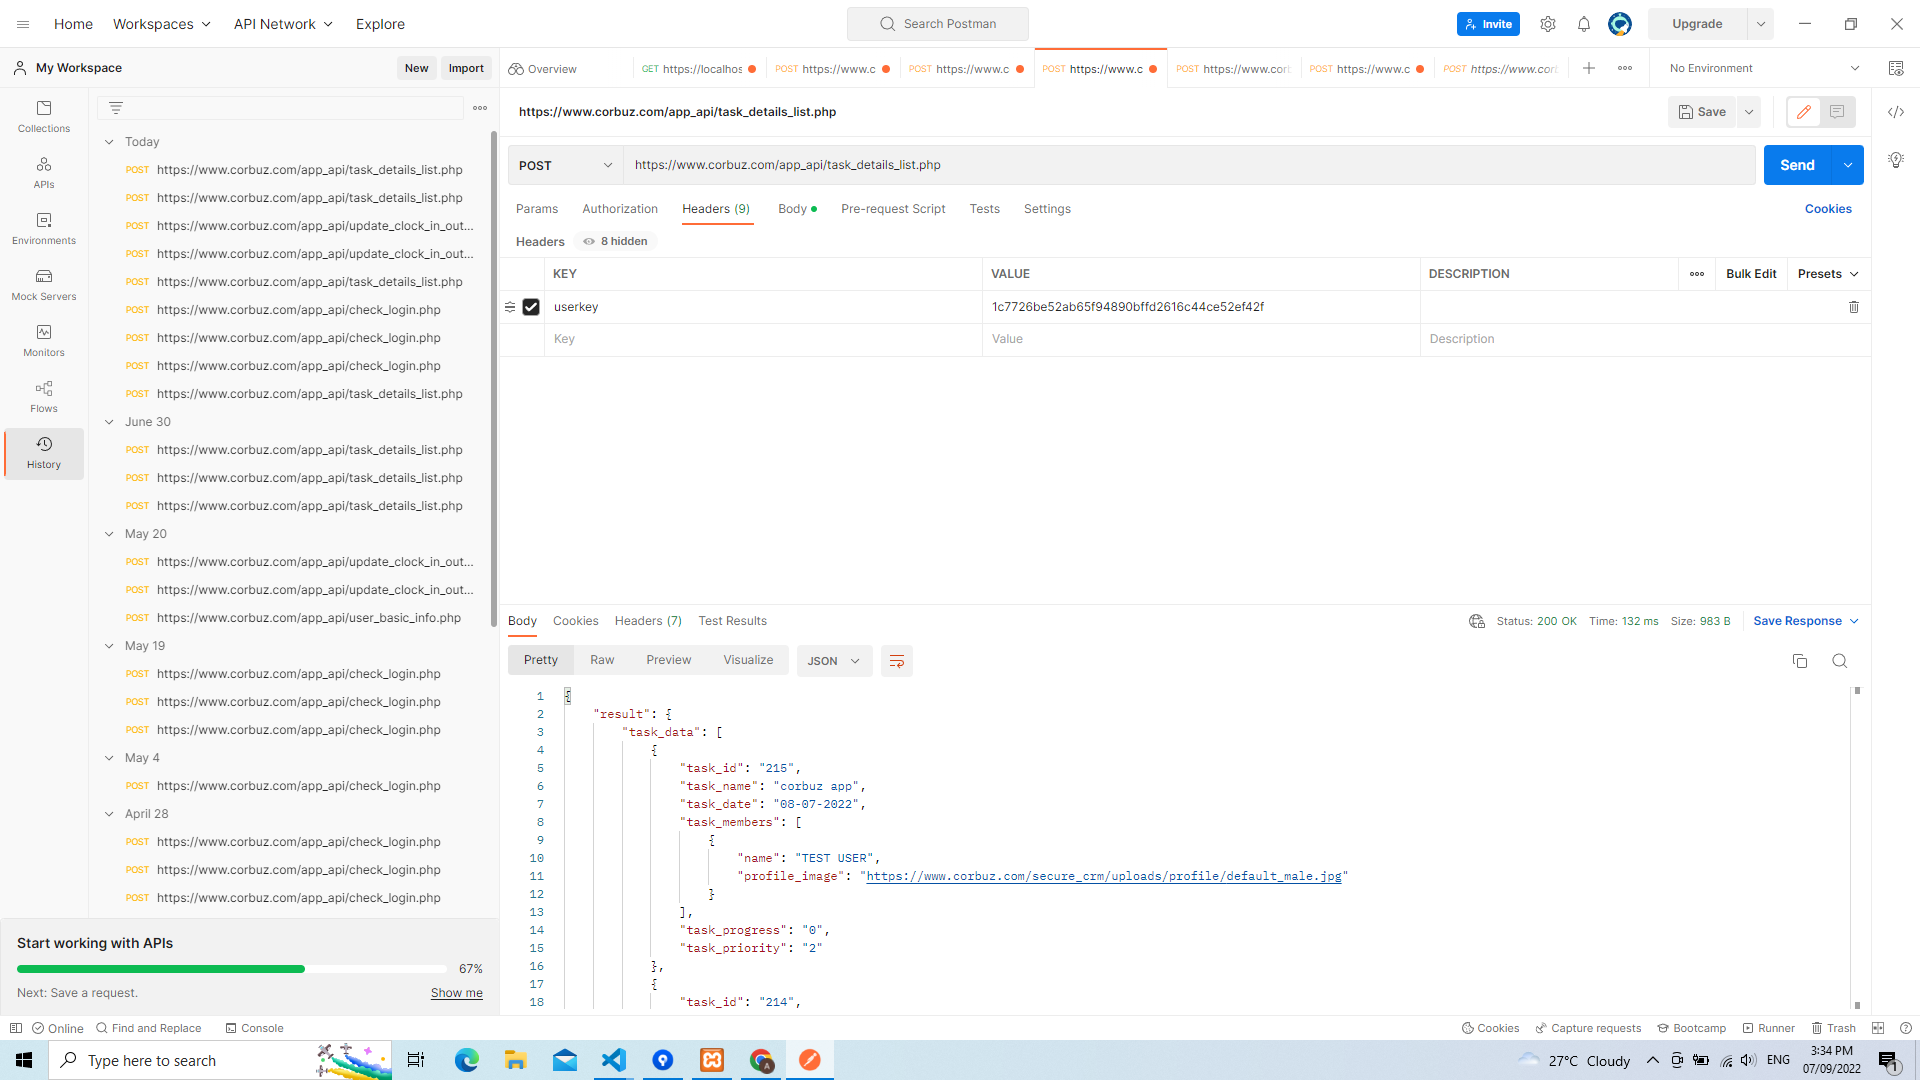 Home Workspaces API Network Explore Search Postman Invite Upgrade
My Workspace New Import Overview GET https://localhos POST https://www.c POST https://www.c POST https://www.c POST https://www.cor POST https://www.c POST https://www.cor No Environment
Collections
APIs
Environments
Mock Servers
Monitors
Flows
History
Today
POST https://www.corbuz.com/app_api/task_details_list.php
POST https://www.corbuz.com/app_api/task_details_list.php
POST https://www.corbuz.com/app_api/update_clock_in_out...
POST https://www.corbuz.com/app_api/update_clock_in_out...
POST https://www.corbuz.com/app_api/task_details_list.php
POST https://www.corbuz.com/app_api/check_login.php
POST https://www.corbuz.com/app_api/check_login.php
POST https://www.corbuz.com/app_api/check_login.php
POST https://www.corbuz.com/app_api/task_details_list.php
June 30
POST https://www.corbuz.com/app_api/task_details_list.php
POST https://www.corbuz.com/app_api/task_details_list.php
POST https://www.corbuz.com/app_api/task_details_list.php
May 20
POST https://www.corbuz.com/app_api/update_clock_in_out...
POST https://www.corbuz.com/app_api/update_clock_in_out...
POST https://www.corbuz.com/app_api/user_basic_info.php
May 19
POST https://www.corbuz.com/app_api/check_login.php
POST https://www.corbuz.com/app_api/check_login.php
POST https://www.corbuz.com/app_api/check_login.php
May 4
POST https://www.corbuz.com/app_api/check_login.php
April 28
POST https://www.corbuz.com/app_api/check_login.php
POST https://www.corbuz.com/app_api/check_login.php
POST https://www.corbuz.com/app_api/check_login.php
Start working with APIs
67%
Next: Save a request. Show me
https://www.corbuz.com/app_api/task_details_list.php Save
POST https://www.corbuz.com/app_api/task_details_list.php Send
Params Authorization Headers (9) Body Pre-request Script Tests Settings Cookies
Headers 8 hidden
KEY VALUE DESCRIPTION Bulk Edit Presets
userkey 1c7726be52ab65f94890bffd2616c44ce52ef42f
Key Value Description
Body Cookies Headers (7) Test Results Status: 200 OK Time: 132 ms Size: 983 B Save Response
Pretty Raw Preview Visualize JSON
1 {
2 "result": {
3 "task_data": [
4 {
5 "task_id": "215",
6 "task_name": "corbuz app",
7 "task_date": "08-07-2022",
8 "task_members": [
9 {
10 "name": "TEST USER",
11 "profile_image": "https://www.corbuz.com/secure_crm/uploads/profile/default_male.jpg"
12 }
13 ],
14 "task_progress": "0",
15 "task_priority": "2"
16 },
17 {
18 "task_id": "214",
Online Find and Replace Console Cookies Capture requests Bootcamp Runner Trash
Type here to search 27°C Cloudy ENG 3:34 PM
07/09/2022 1